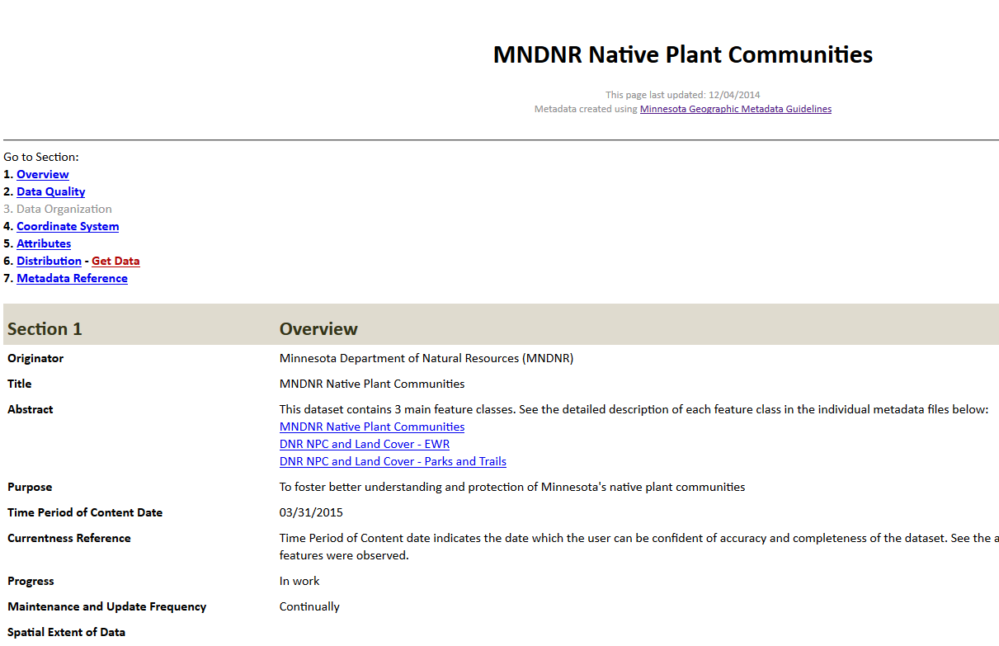 MNDNR Native Plant Communities
This page last updated: 12/04/2014
Metadata created using Minnesota Geographic Metadata Guidelines
Go to Section:
1. Overview
2. Data Quality
3. Data Organization
4. Coordinate System
5. Attributes
6. Distribution - Get Data
7. Metadata Reference
Section 1 Overview
Originator Minnesota Department of Natural Resources (MNDNR)
Title MNDNR Native Plant Communities
Abstract This dataset contains 3 main feature classes. See the detailed description of each feature class in the individual metadata files below:
MNDNR Native Plant Communities
DNR NPC and Land Cover - EWR
DNR NPC and Land Cover - Parks and Trails
Purpose To foster better understanding and protection of Minnesota's native plant communities
Time Period of Content Date 03/31/2015
Currentness Reference Time Period of Content date indicates the date which the user can be confident of accuracy and completeness of the dataset. See the a
features were observed.
Progress In work
Maintenance and Update Frequency Continually
Spatial Extent of Data